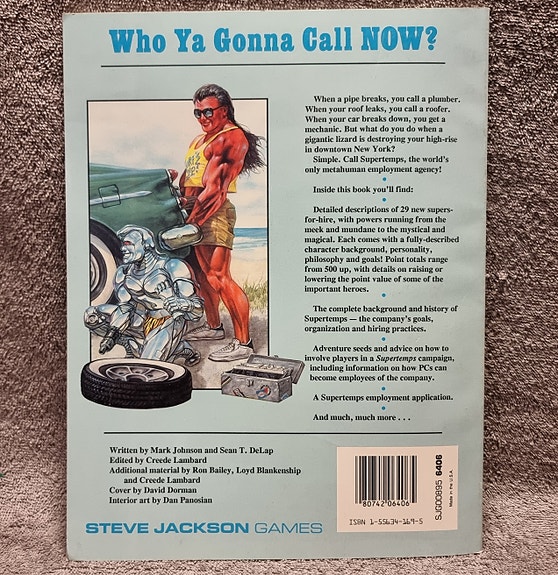 Who Ya Gonna Call NOW?
When a pipe breaks, you call a plumber.
When your roof leaks, you call a roofer.
When your car breaks down, you get a
mechanic. But what do you do when a
gigantic lizard is destroying your high-rise
in downtown New York?
Simple. Call Supertemps, the world's
only metahuman employment agency!
Inside this book you'll find:
Detailed descriptions of 29 new supers-
for-hire, with powers running from the
meek and mundane to the mystical and
magical. Each comes with a fully-described
character background, personality,
philosophy and goals! Point totals range
from 500 up, with details on raising or
lowering the point value of some of the
important heroes.
The complete background and history of
Supertemps — the company's goals,
organization and hiring practices.
Adventure seeds and advice on how to
involve players in a Supertemps campaign,
including information on how PCs can
become employees of the company.
A Supertemps employment application.
And much, much more . . .
Written by Mark Johnson and Sean T. DeLap
Edited by Creede Lambard
Additional material by Ron Bailey, Loyd Blankenship
and Creede Lambard
Cover by David Dorman
Interior art by Dan Panosian
STEVE JACKSON GAMES
80742"06406
ISBN 1-55634-169-5
SJG00895 6406
Made in the U.S.A.